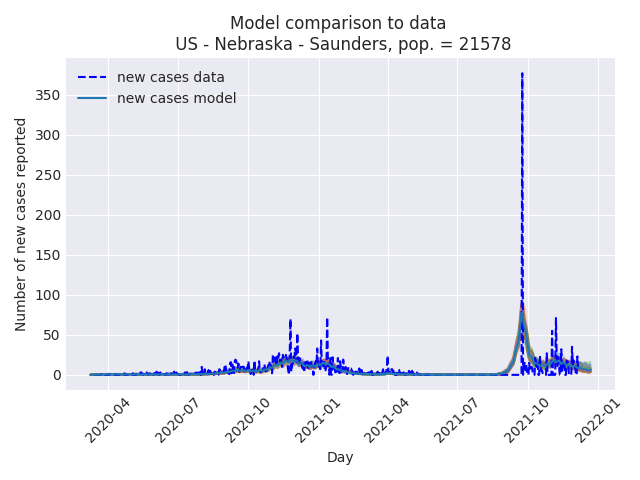 Model comparison to data
US - Nebraska - Saunders, pop. = 21578
new cases data
new cases model
Number of new cases reported
350
300
250
200
150
100
50
0
2020-04
2020-07
2020-10
2021-01
2021-04
2021-07
2021-10
2022-01
Day